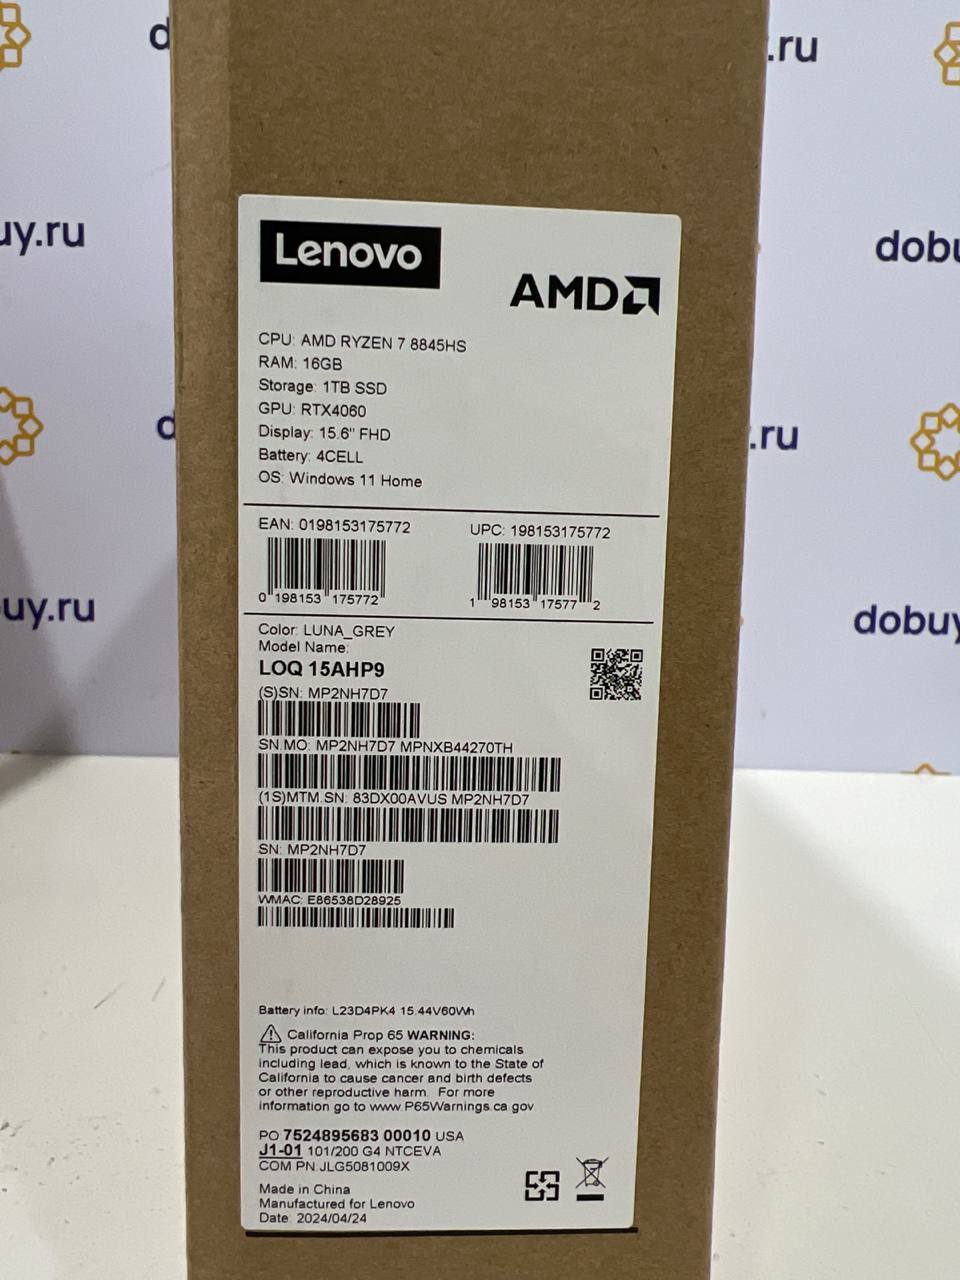 d
.ru
uy.ru
dobu
d
.ru
uy.ru
dobuy
Lenovo
AMD
CPU: AMD RYZEN 7 8845HS
RAM: 16GB
Storage: 1TB SSD
GPU: RTX4060
Display: 15.6" FHD
Battery: 4CELL
OS: Windows 11 Home
EAN: 0198153175772
UPC: 198153175772
0 198153 175772
1 98153 17577 2
Color: LUNA_GREY
Model Name:
LOQ 15AHP9
(S)SN: MP2NH7D7
SN.MO: MP2NH7D7 MPNXB44270TH
(1S)MTM.SN: 83DX00AVUS MP2NH7D7
SN: MP2NH7D7
WMAC: E86538D28925
Battery info: L23D4PK4 15.44V60Wh
California Prop 65 WARNING:
This product can expose you to chemicals
including lead, which is known to the State of
California to cause cancer and birth defects
or other reproductive harm. For more
information go to www.P65Warnings.ca.gov
PO 7524895683 00010 USA
J1-01 101/200 G4 NTCEVA
COM PN:JLG5081009X
Made in China
Manufactured for Lenovo
Date: 2024/04/24